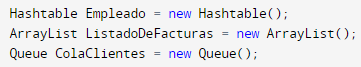 Hashtable Empleado = new Hashtable();
ArrayList ListadoDeFacturas = new ArrayList();
Queue ColaClientes = new Queue();